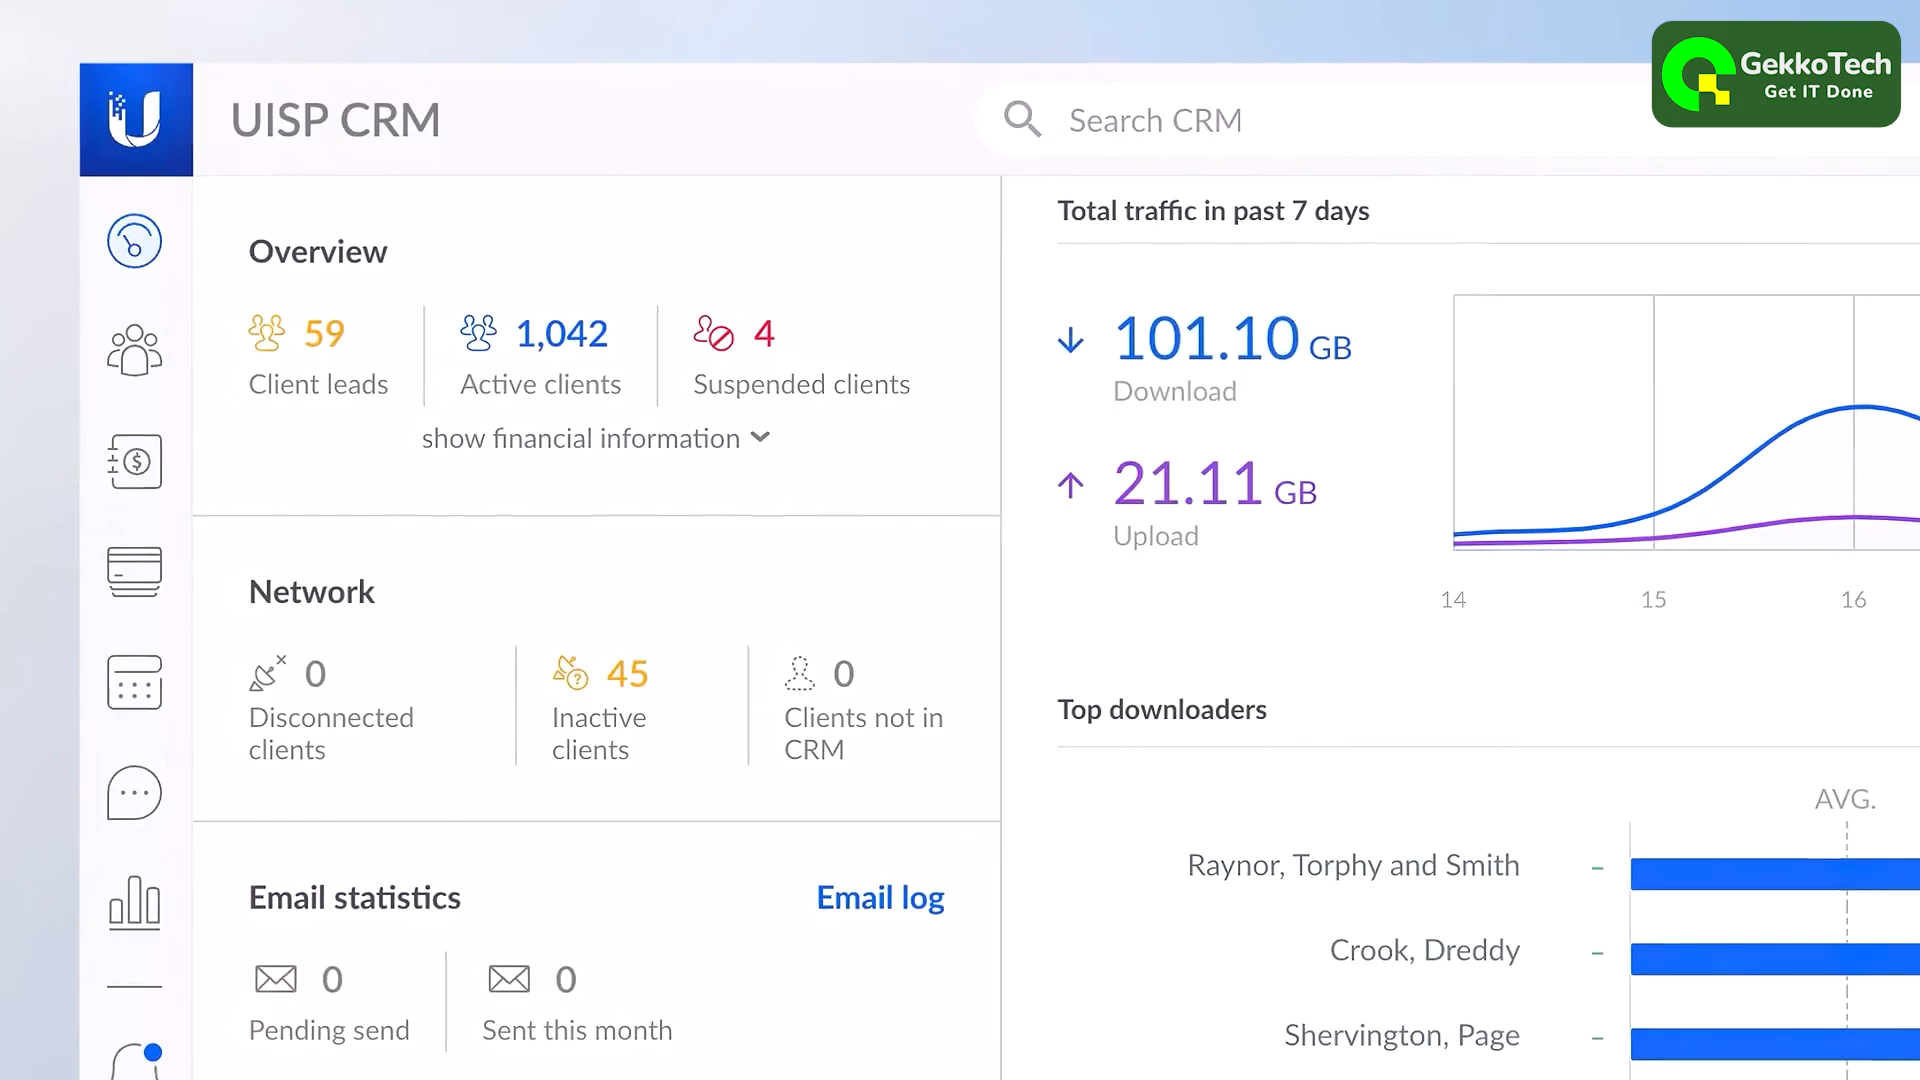 GekkoTech
Get IT Done
UISP CRM
Search CRM
Overview
59
Client leads
1,042
Active clients
4
Suspended clients
show financial information
Network
0
Disconnected
clients
45
Inactive
clients
0
Clients not in
CRM
Email statistics
Email log
0
Pending send
0
Sent this month
Total traffic in past 7 days
101.10 GB
Download
21.11 GB
Upload
14 15 16
Top downloaders
AVG.
Raynor, Torphy and Smith -
Crook, Dreddy -
Shervington, Page -